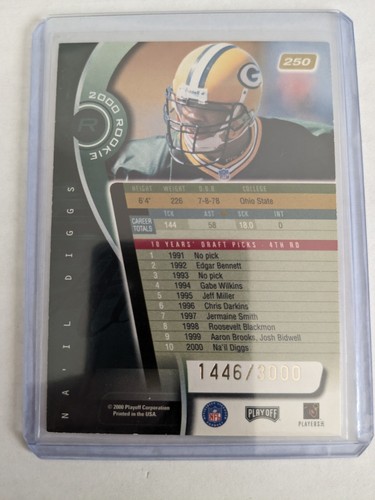 250
2000 ROOKIE
R
NA'IL DIGGS
HEIGHT WEIGHT D.O.B COLLEGE
6'4" 226 7-8-78 Ohio State
TCK AST SCK INT
CAREER TOTALS 144 58 18.0 0
10 YEARS' DRAFT PICKS 4TH RD
1 1991 No pick
2 1992 Edgar Bennett
3 1993 No pick
4 1994 Gabe Wilkins
5 1995 Jeff Miller
6 1996 Chris Darkins
7 1997 Jermaine Smith
8 1998 Roosevelt Blackmon
9 1999 Aaron Brooks, Josh Bidwell
10 2000 Na'il Diggs
1446/3000
© 2000 Playoff Corporation
Printed in the USA
NFL
PLAYOFF
PLAYERS